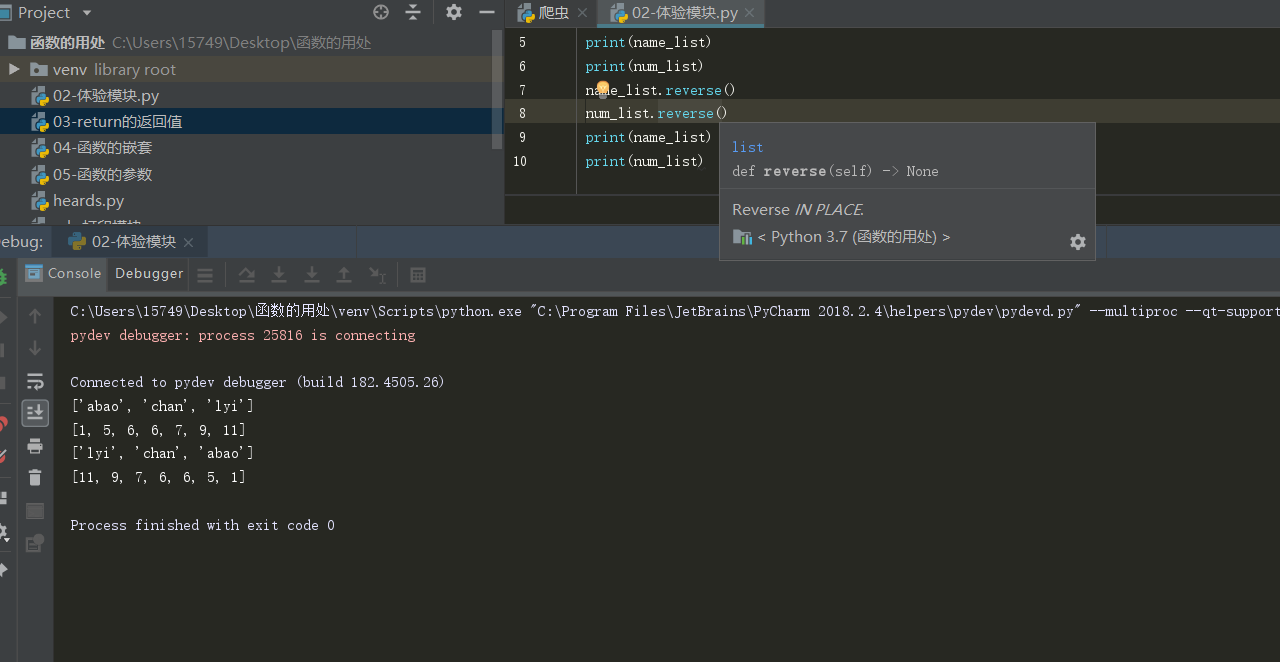 Project
爬虫
02-体验模块.py
函数的用处 C:\Users\15749\Desktop\函数的用处
venv library root
02-体验模块.py
03-return的返回值
04-函数的嵌套
05-函数的参数
heards.py
5 print(name_list)
6 print(num_list)
7 name_list.reverse()
8 num_list.reverse()
9 print(name_list)
10 print(num_list)
list
def reverse(self) -> None
Reverse IN PLACE.
< Python 3.7 (函数的用处) >
ebug:
02-体验模块
Console
Debugger
C:\Users\15749\Desktop\函数的用处\venv\Scripts\python.exe "C:\Program Files\JetBrains\PyCharm 2018.2.4\helpers\pydev\pydevd.py" --multiproc --qt-support
pydev debugger: process 25816 is connecting
Connected to pydev debugger (build 182.4505.26)
['abao', 'chan', 'lyi']
[1, 5, 6, 6, 7, 9, 11]
['lyi', 'chan', 'abao']
[11, 9, 7, 6, 6, 5, 1]
Process finished with exit code 0